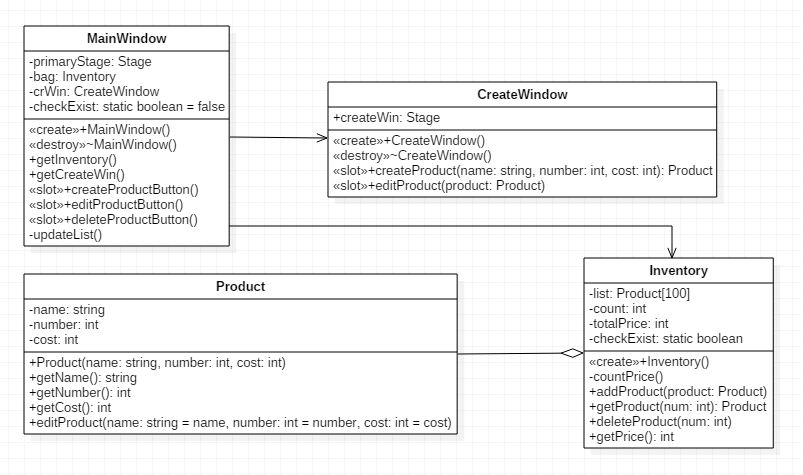 MainWindow
-primaryStage: Stage
-bag: Inventory
-crWin: CreateWindow
-checkExist: static boolean = false
«create»+MainWindow()
«destroy»~MainWindow()
+getInventory()
+getCreateWin()
«slot»+createProductButton()
«slot»+editProductButton()
«slot»+deleteProductButton()
-updateList()
CreateWindow
+createWin: Stage
«create»+CreateWindow()
«destroy»~CreateWindow()
«slot»+createProduct(name: string, number: int, cost: int): Product
«slot»+editProduct(product: Product)
Product
-name: string
-number: int
-cost: int
+Product(name: string, number: int, cost: int)
+getName(): string
+getNumber(): int
+getCost(): int
+editProduct(name: string = name, number: int = number, cost: int = cost)
Inventory
-list: Product[100]
-count: int
-totalPrice: int
-checkExist: static boolean
«create»+Inventory()
-countPrice()
+addProduct(product: Product)
+getProduct(num: int): Product
+deleteProduct(num: int)
+getPrice(): int